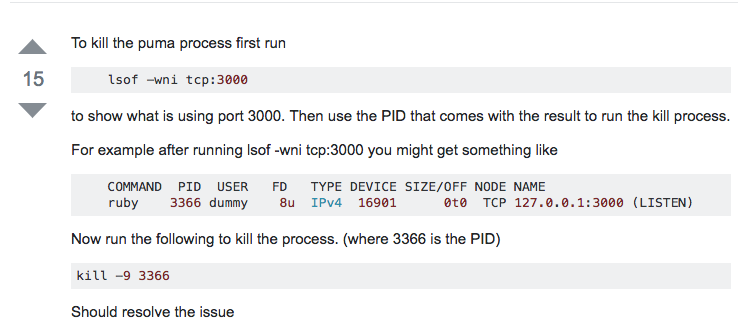 To kill the puma process first run
15
lsof –wni tcp:3000
to show what is using port 3000. Then use the PID that comes with the result to run the kill process.
For example after running lsof -wni tcp:3000 you might get something like
COMMAND PID USER FD TYPE DEVICE SIZE/OFF NODE NAME
ruby 3366 dummy 8u IPv4 16901 0t0 TCP 127.0.0.1:3000 (LISTEN)
Now run the following to kill the process. (where 3366 is the PID)
kill –9 3366
Should resolve the issue